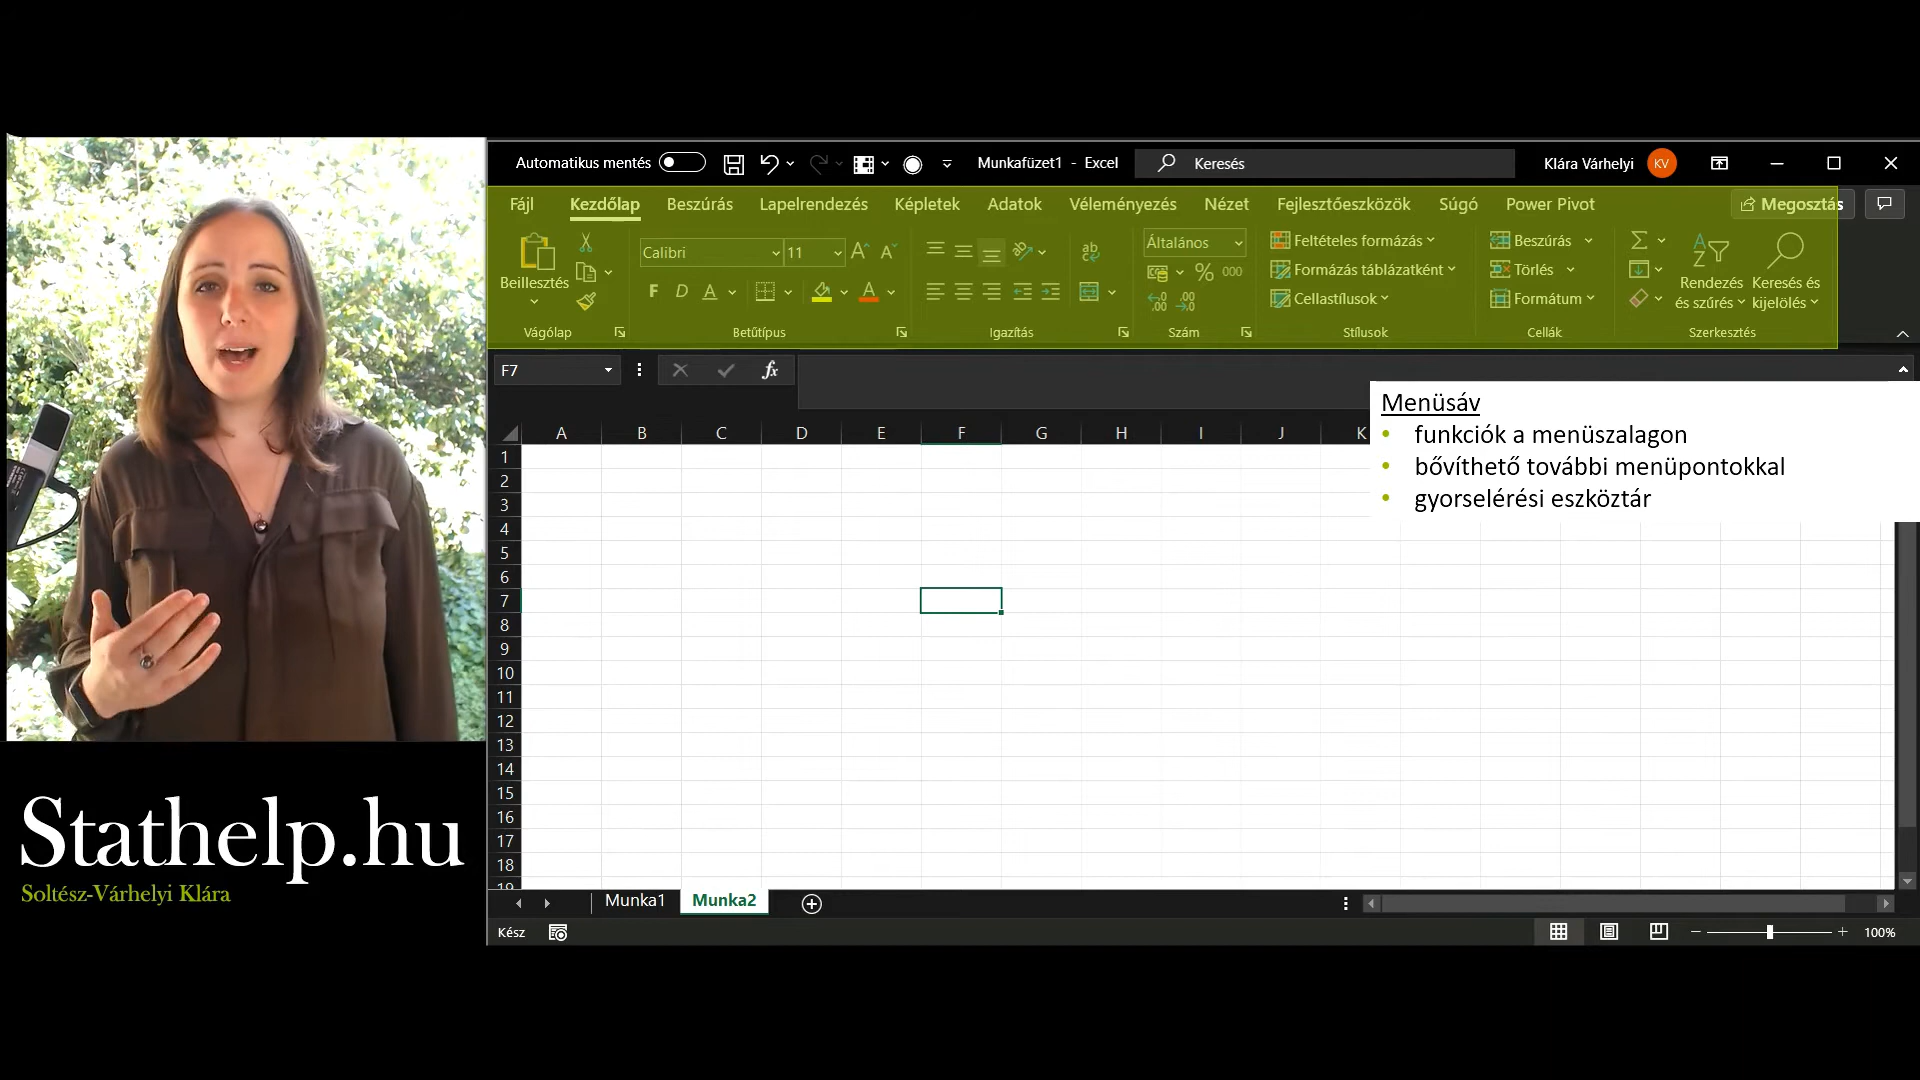 Automatikus mentés
Munkafüzet1 - Excel
Keresés
Klára Várhelyi KV
Fájl Kezdőlap Beszúrás Lapelrendezés Képletek Adatok Véleményezés Nézet Fejlesztőeszközök Súgó Power Pivot Megosztás
Beillesztés
Vágólap
Calibri 11
F D A A
Betűtípus
ab
Igazítás
Általános
% 000
Szám
Feltételes formázás
Formázás táblázatként
Cellastílusok
Stílusok
Beszúrás
Törlés
Formátum
Cellák
Rendezés
és szűrés
Keresés és
kijelölés
Szerkesztés
F7
fx
Menüsáv
• funkciók a menüszalagon
• bővíthető további menüpontokkal
• gyorselérési eszköztár
A B C D E F G H I J K
1
2
3
4
5
6
7
8
9
10
11
12
13
14
15
16
17
18
19
Munka1 Munka2
Kész
100%
Stathelp.hu
Soltész-Várhelyi Klára